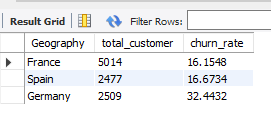 Result Grid Filter Rows:
Geography total_customer churn_rate
France 5014 16.1548
Spain 2477 16.6734
Germany 2509 32.4432